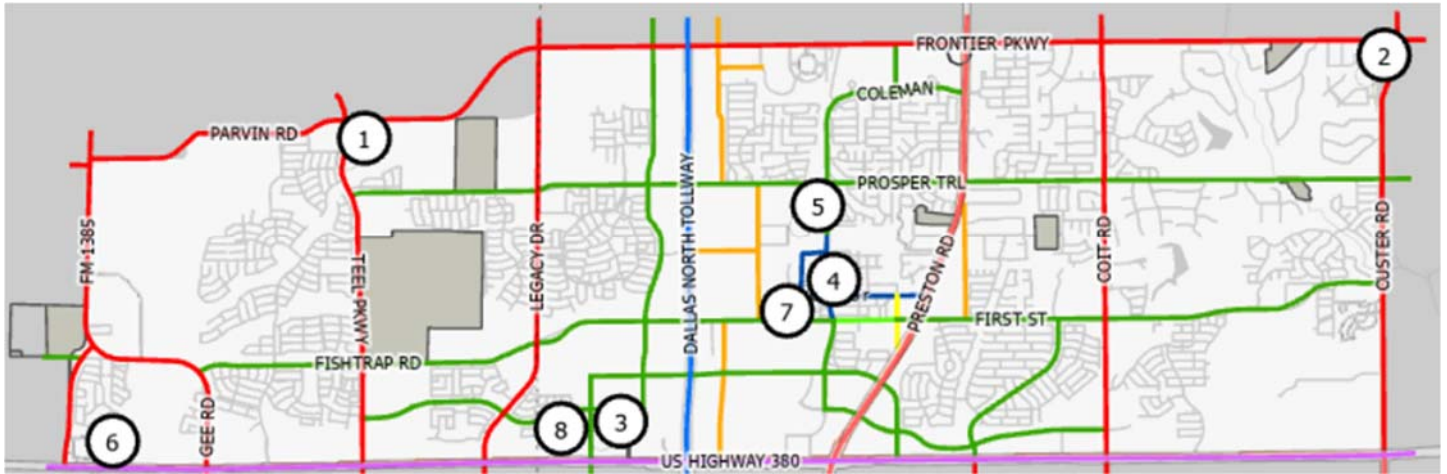 FRONTIER PKWY
2
COLEMAN
1
PARVIN RD
PROSPER TRL
5
FM 1385
TEEL PKWY
LEGACY DR
DALLAS NORTH TOLLWAY
4
7
PRESTON RD
COIT RD
CUSTER RD
FIRST ST
FISHTRAP RD
GEE RD
6
8
3
US HIGHWAY 380